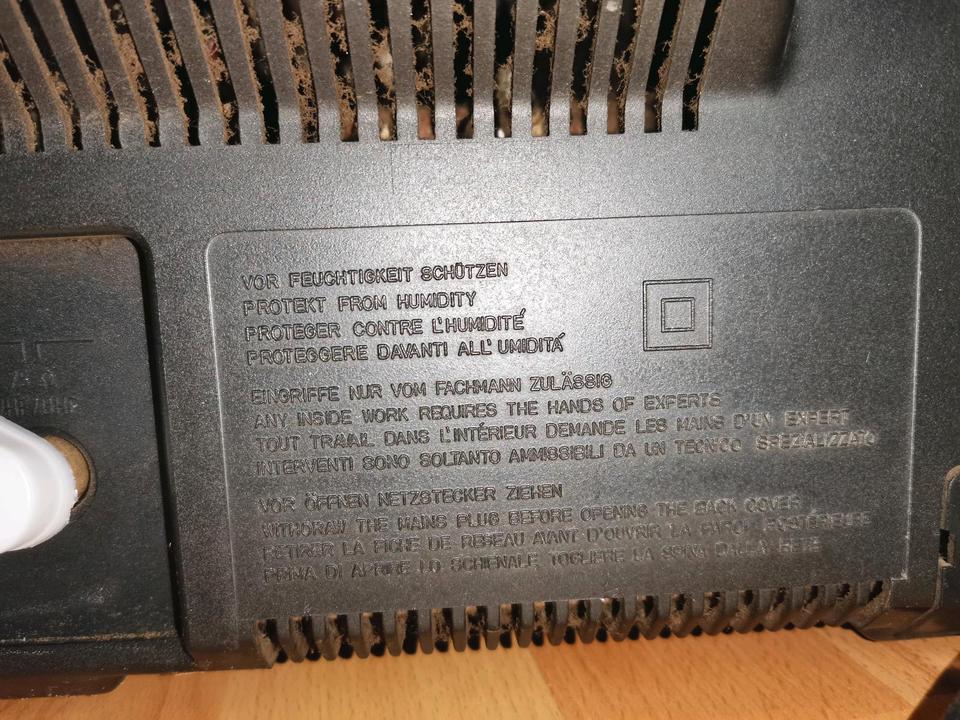 VOR FEUCHTIGKEIT SCHÜTZEN
PROTEKT FROM HUMIDITY
PROTEGER CONTRE L'HUMIDITÉ
PROTEGGERE DAVANTI ALL' UMIDITÁ
EINGRIFFE NUR VOM FACHMANN ZULÄSSIG
ANY INSIDE WORK REQUIRES THE HANDS OF EXPERTS
TOUT TRAVAIL DANS L'INTÉRIEUR DEMANDE LES MAINS D'UN EXPERT
INTERVENTI SONO SOLTANTO AMMISSIBILI DA UN TECNICO SPEZIALIZZATO
VOR ÖFFNEN NETZSTECKER ZIEHEN
WITHDRAW THE MAINS PLUG BEFORE OPENING THE BACK COVER
RETIRER LA FICHE DE RESEAU AVANT D'OUVRIR LA PAROI POSTÉRIEURE
PRIMA DI APRIRE LO SCHIENALE TOGLIERE LA SPINA DALLA RETE